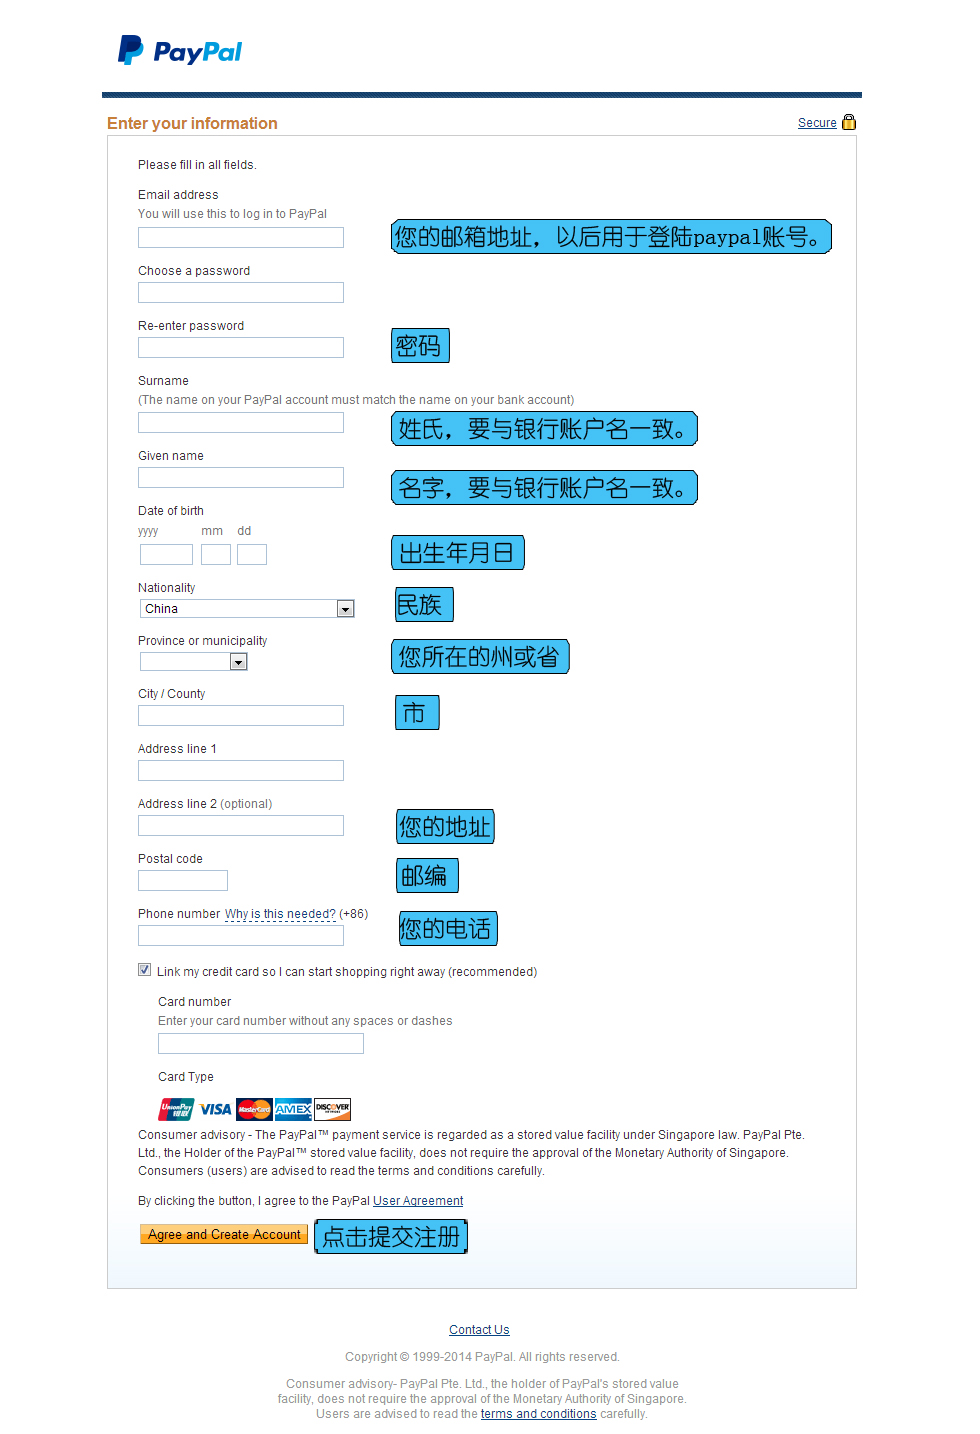 PayPal
Enter your information
Secure
Please fill in all fields.
Email address
You will use this to log in to PayPal
您的邮箱地址，以后用于登陆paypal账号。
Choose a password
Re-enter password
密码
Surname
(The name on your PayPal account must match the name on your bank account)
姓氏，要与银行账户名一致。
Given name
名字，要与银行账户名一致。
Date of birth
yyyy mm dd
出生年月日
Nationality
China
民族
Province or municipality
您所在的州或省
City / County
市
Address line 1
Address line 2 (optional)
您的地址
Postal code
邮编
Phone number Why is this needed? (+86)
您的电话
Link my credit card so I can start shopping right away (recommended)
Card number
Enter your card number without any spaces or dashes
Card Type
UnionPay 银联 VISA MasterCard AMEX DISCOVER NETWORK
Consumer advisory - The PayPal™ payment service is regarded as a stored value facility under Singapore law. PayPal Pte.
Ltd., the Holder of the PayPal™ stored value facility, does not require the approval of the Monetary Authority of Singapore.
Consumers (users) are advised to read the terms and conditions carefully.
By clicking the button, I agree to the PayPal User Agreement
Agree and Create Account
点击提交注册
Contact Us
Copyright © 1999-2014 PayPal. All rights reserved.
Consumer advisory- PayPal Pte. Ltd., the holder of PayPal's stored value
facility, does not require the approval of the Monetary Authority of Singapore.
Users are advised to read the terms and conditions carefully.